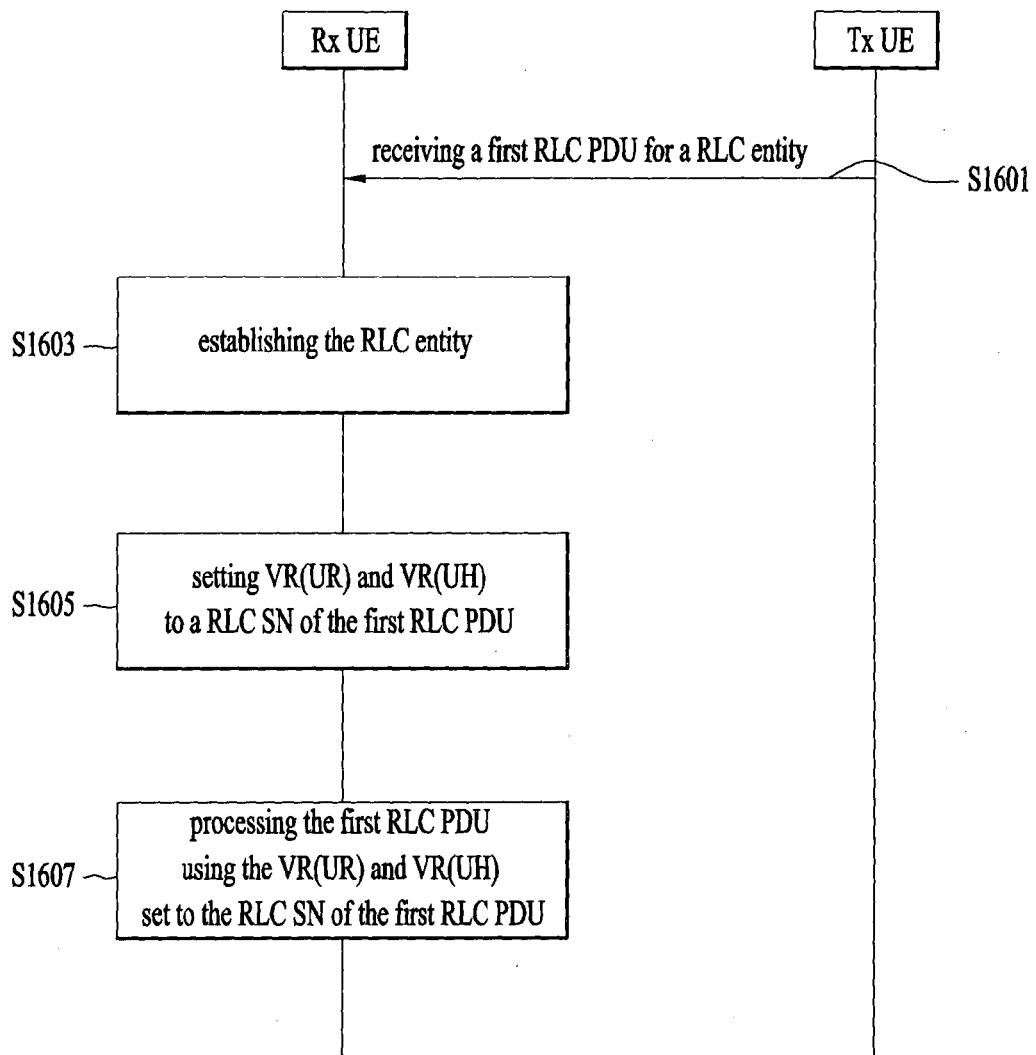 Rx UE
Tx UE
receiving a first RLC PDU for a RLC entity
S1601
S1603
establishing the RLC entity
S1605
setting VR(UR) and VR(UH)
to a RLC SN of the first RLC PDU
S1607
processing the first RLC PDU
using the VR(UR) and VR(UH)
set to the RLC SN of the first RLC PDU